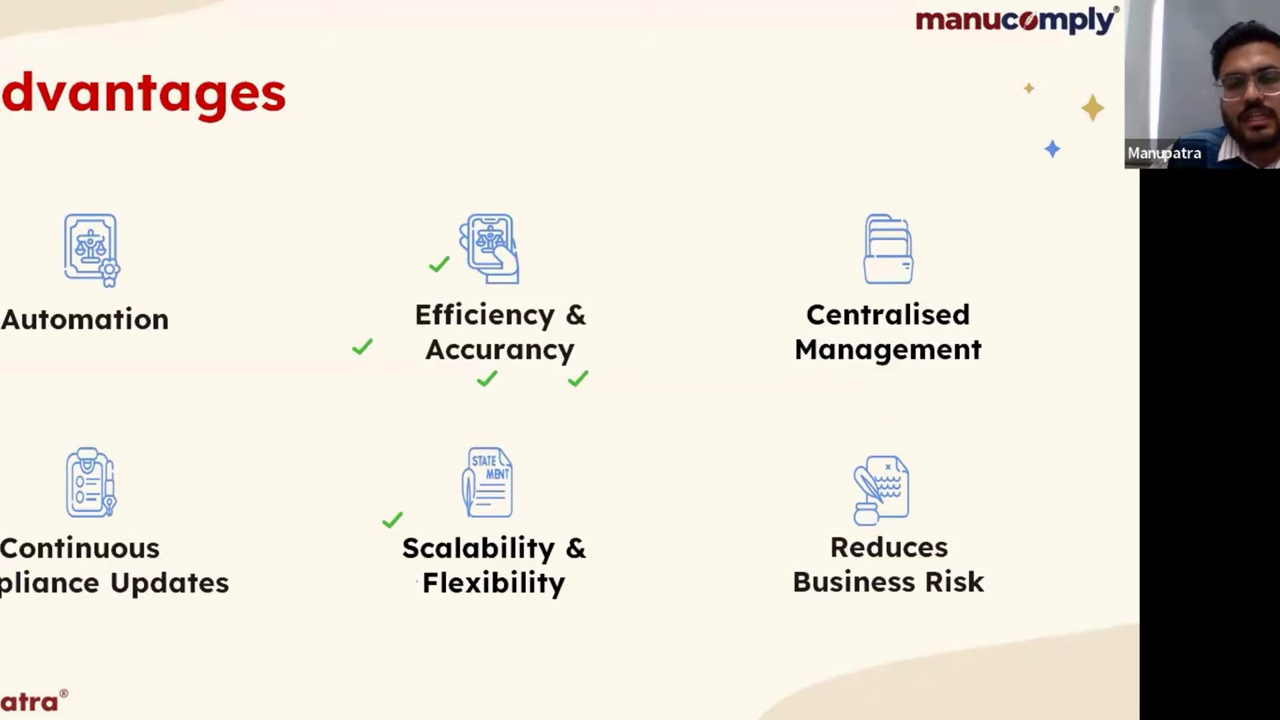 manucomply®
dvantages
Manupatra
Automation
Efficiency &
Accurancy
Centralised
Management
STATE
MENT
Continuous
pliance Updates
Scalability &
Flexibility
Reduces
Business Risk
atra®